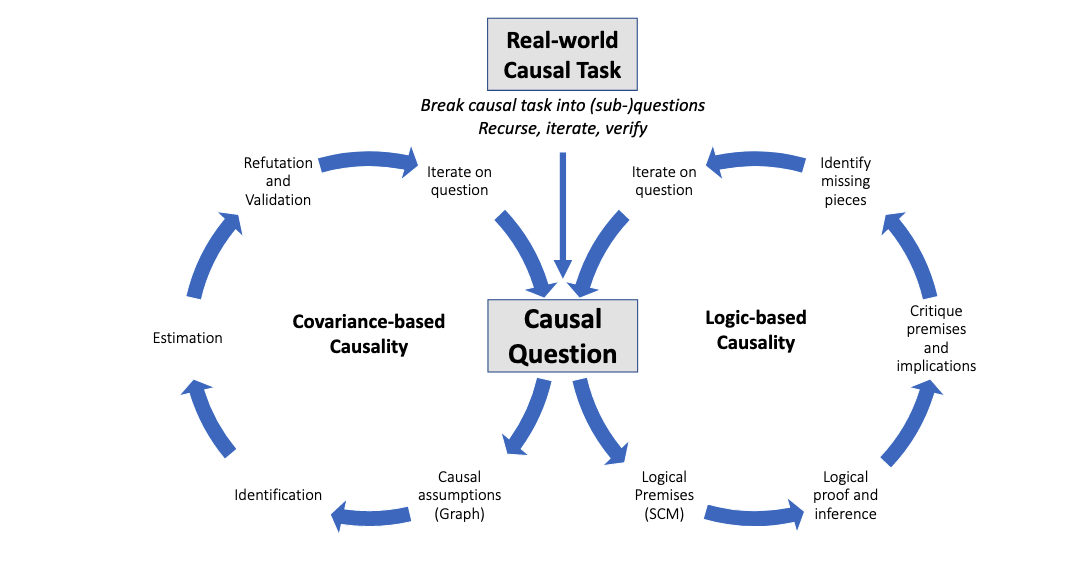 Real-world
Causal Task
Break causal task into (sub-)questions
Recurse, iterate, verify
Refutation
and
Validation
Iterate on
question
Iterate on
question
Identify
missing
pieces
Estimation
Covariance-based
Causality
Causal
Question
Logic-based
Causality
Critique
premises
and
implications
Identification
Causal
assumptions
(Graph)
Logical
Premises
(SCM)
Logical
proof and
inference